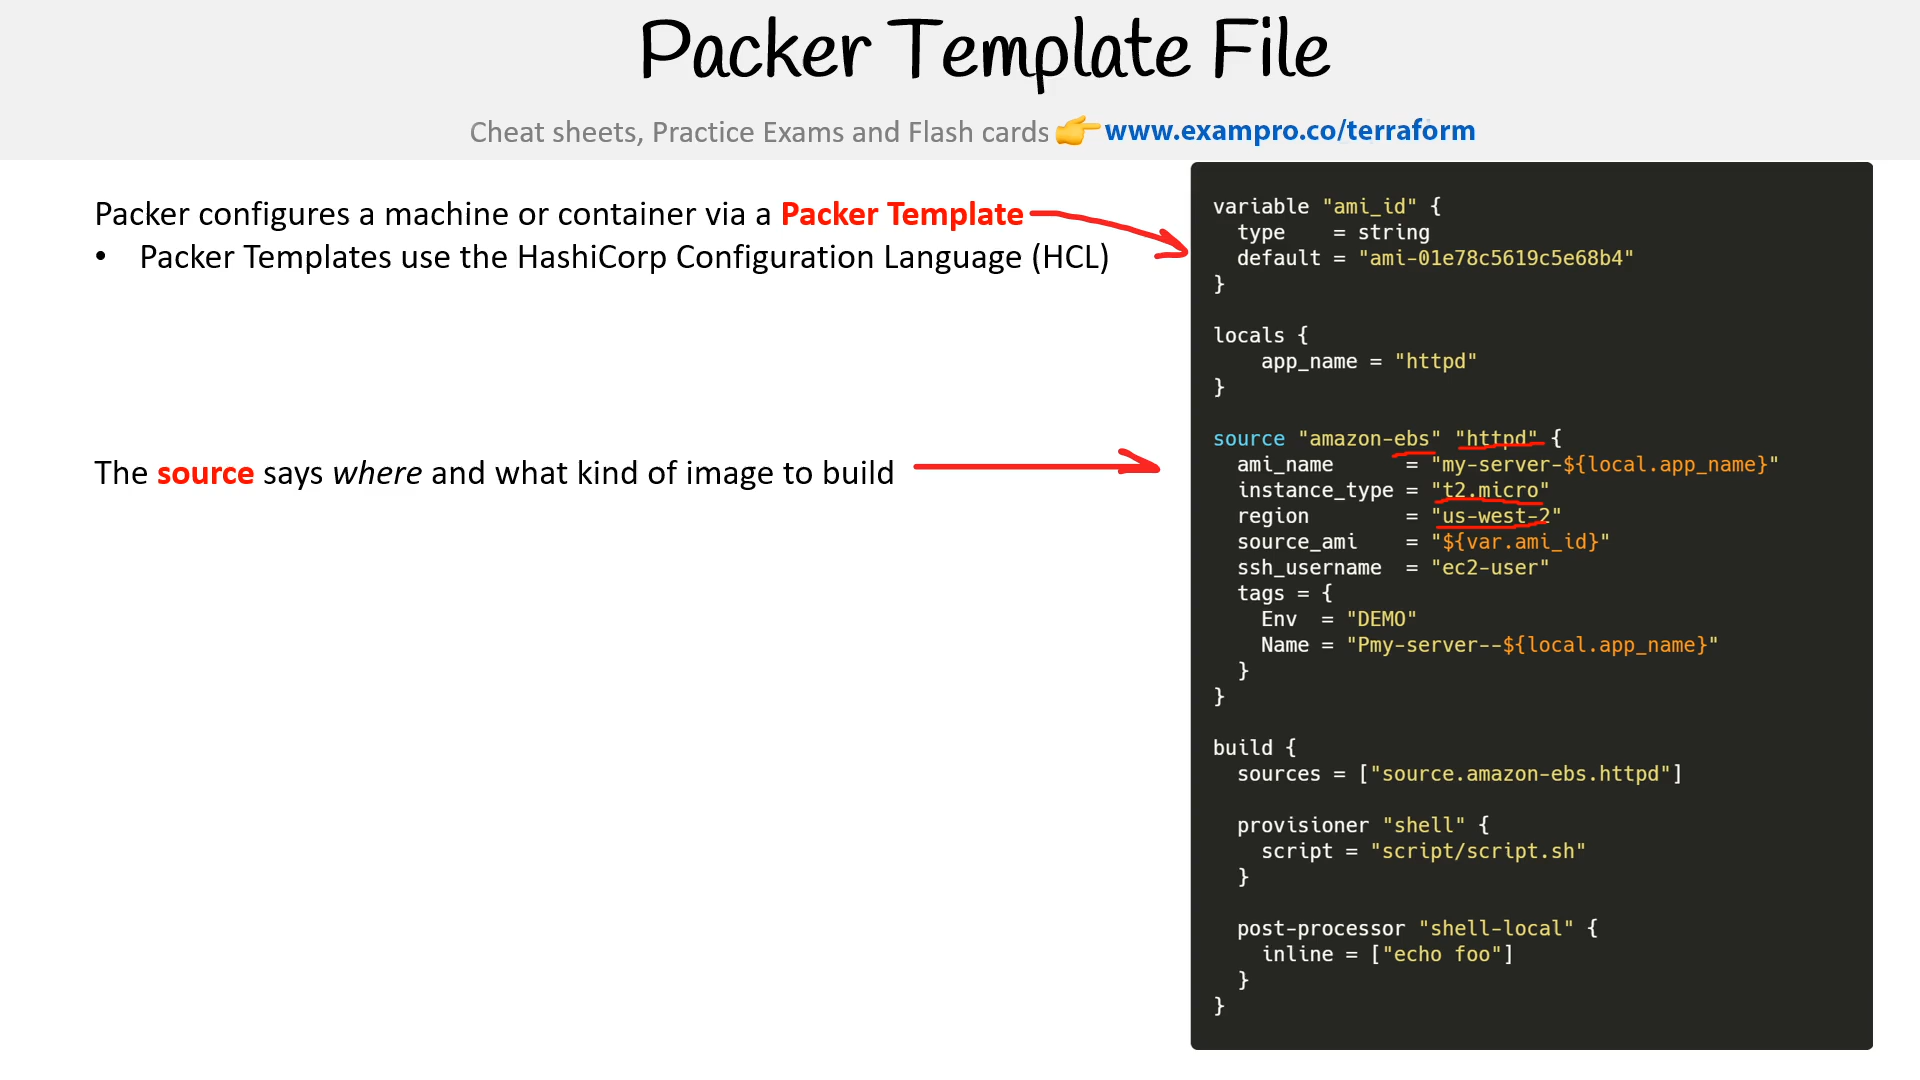 Packer Template File
Cheat sheets, Practice Exams and Flash cards 👉 www.exampro.co/terraform
Packer configures a machine or container via a Packer Template
• Packer Templates use the HashiCorp Configuration Language (HCL)
The source says where and what kind of image to build
variable "ami_id" {
  type    = string
  default = "ami-01e78c5619c5e68b4"
}
locals {
    app_name = "httpd"
}
source "amazon-ebs" "httpd" {
  ami_name      = "my-server-${local.app_name}"
  instance_type = "t2.micro"
  region        = "us-west-2"
  source_ami    = "${var.ami_id}"
  ssh_username  = "ec2-user"
  tags = {
    Env  = "DEMO"
    Name = "Pmy-server--${local.app_name}"
  }
}
build {
  sources = ["source.amazon-ebs.httpd"]
  provisioner "shell" {
    script = "script/script.sh"
  }
  post-processor "shell-local" {
    inline = ["echo foo"]
  }
}